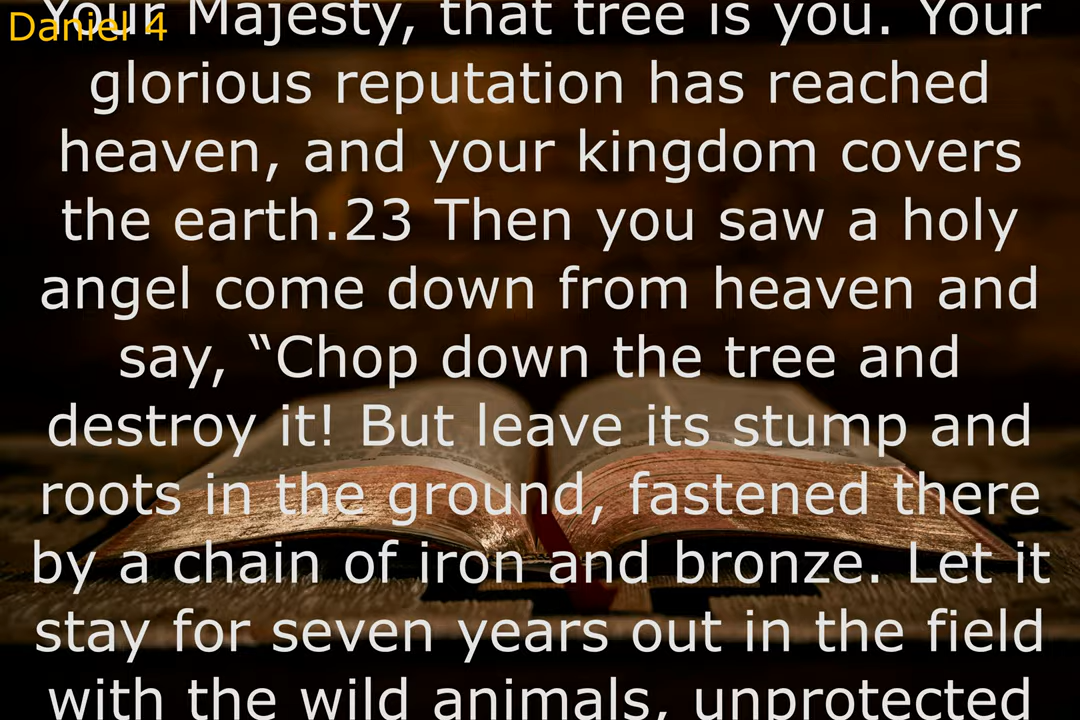 Daniel 4
Your Majesty, that tree is you. Your
glorious reputation has reached
heaven, and your kingdom covers
the earth.23 Then you saw a holy
angel come down from heaven and
say, “Chop down the tree and
destroy it! But leave its stump and
roots in the ground, fastened there
by a chain of iron and bronze. Let it
stay for seven years out in the field
with the wild animals, unprotected